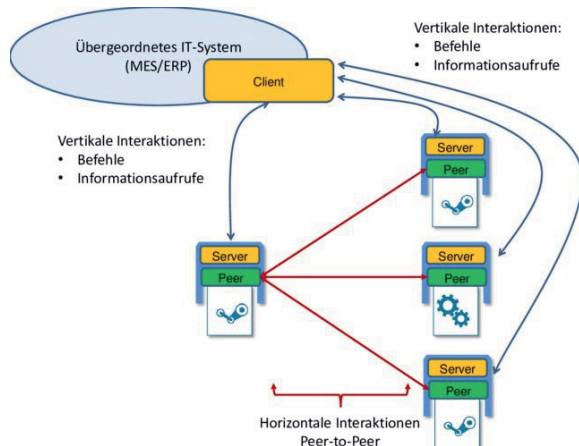 Übergeordnetes IT-System
(MES/ERP)
Client
Vertikale Interaktionen:
• Befehle
• Informationsaufrufe
Vertikale Interaktionen:
• Befehle
• Informationsaufrufe
Server
Peer
Server
Peer
Server
Peer
Server
Peer
Horizontale Interaktionen
Peer-to-Peer